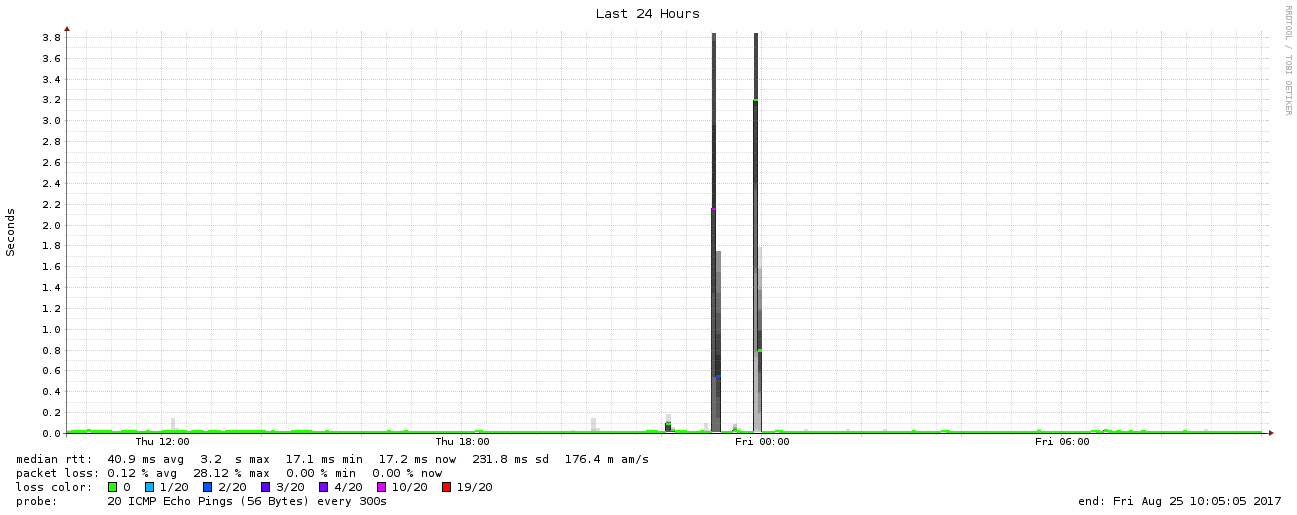 Last 24 Hours
RRDTOOL / TOBI OETIKER
Seconds
3.8
3.6
3.4
3.2
3.0
2.8
2.6
2.4
2.2
2.0
1.8
1.6
1.4
1.2
1.0
0.8
0.6
0.4
0.2
0.0
Thu 12:00 Thu 18:00 Fri 00:00 Fri 06:00
median rtt: 40.9 ms avg 3.2 s max 17.1 ms min 17.2 ms now 231.8 ms sd 176.4 m am/s
packet loss: 0.12 % avg 28.12 % max 0.00 % min 0.00 % now
loss color: 0 1/20 2/20 3/20 4/20 10/20 19/20
probe: 20 ICMP Echo Pings (56 Bytes) every 300s end: Fri Aug 25 10:05:05 2017